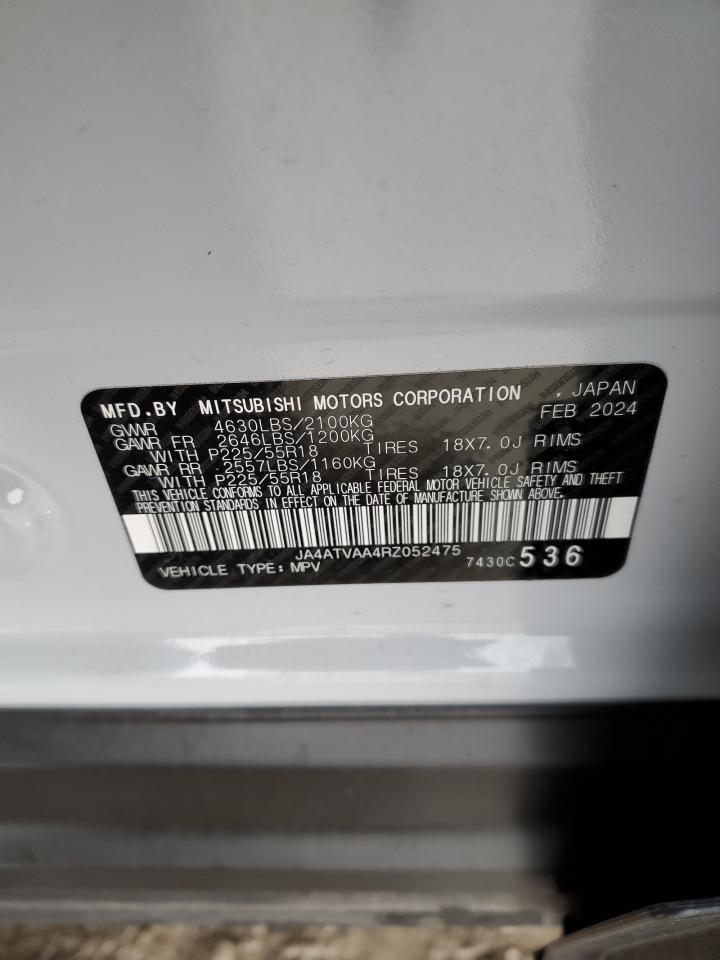 MFD.BY MITSUBISHI MOTORS CORPORATION , JAPAN
GVWR 4630LBS/2100KG FEB 2024
GAWR FR 2646LBS/1200KG
WITH P225/55R18 TIRES 18X7.0J RIMS
GAWR RR 2557LBS/1160KG
WITH P225/55R18 TIRES 18X7.0J RIMS
THIS VEHICLE CONFORMS TO ALL APPLICABLE FEDERAL MOTOR VEHICLE SAFETY AND THEFT
PREVENTION STANDARDS IN EFFECT ON THE DATE OF MANUFACTURE SHOWN ABOVE.
JA4ATVAA4RZ052475
VEHICLE TYPE: MPV 7430C 536